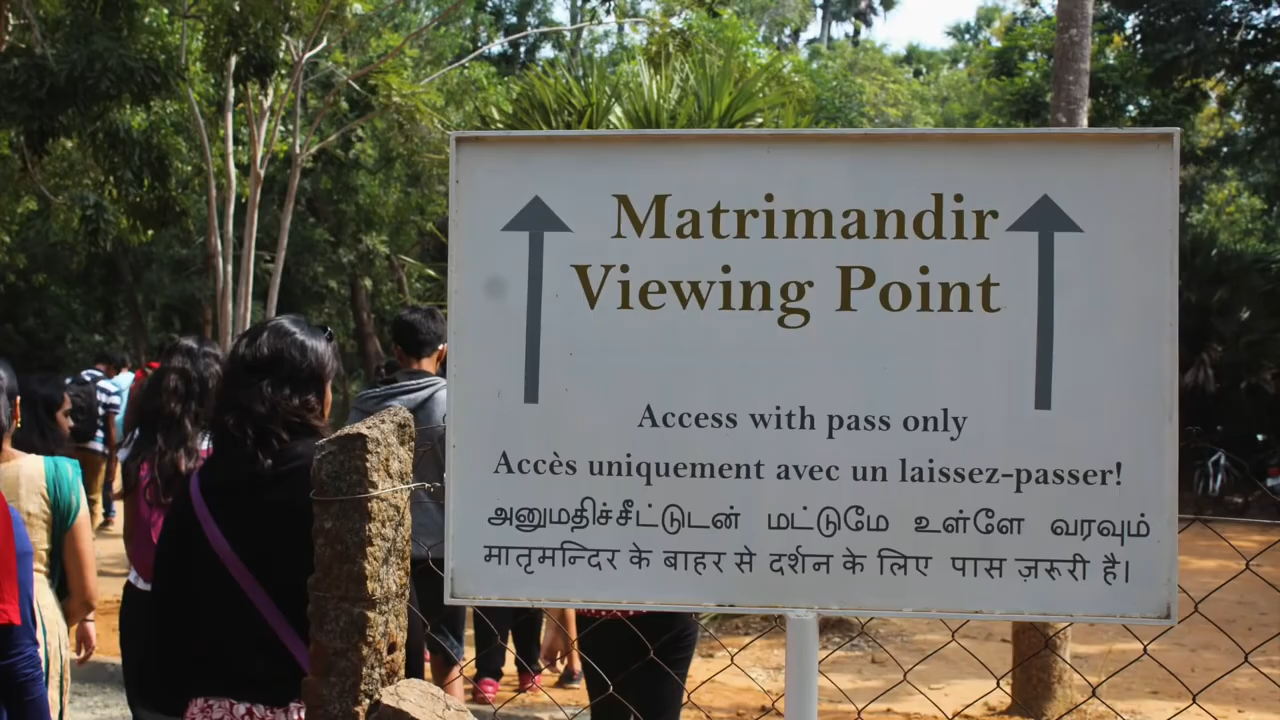 Matrimandir
Viewing Point
Access with pass only
Accès uniquement avec un laissez-passer!
அனுமதிச்சீட்டுடன் மட்டுமே உள்ளே வரவும்
मातृमन्दिर के बाहर से दर्शन के लिए पास ज़रूरी है।